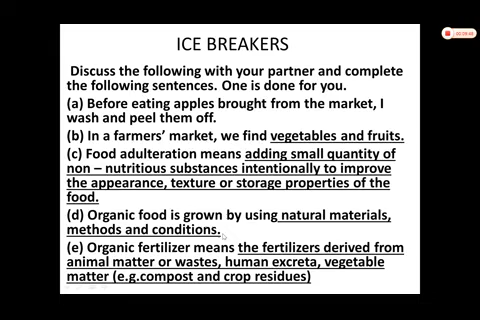 ICE BREAKERS
Discuss the following with your partner and complete
the following sentences. One is done for you.
(a) Before eating apples brought from the market, I
wash and peel them off.
(b) In a farmers' market, we find vegetables and fruits.
(c) Food adulteration means adding small quantity of
non – nutritious substances intentionally to improve
the appearance, texture or storage properties of the
food.
(d) Organic food is grown by using natural materials,
methods and conditions.
(e) Organic fertilizer means the fertilizers derived from
animal matter or wastes, human excreta, vegetable
matter (e.g.compost and crop residues)